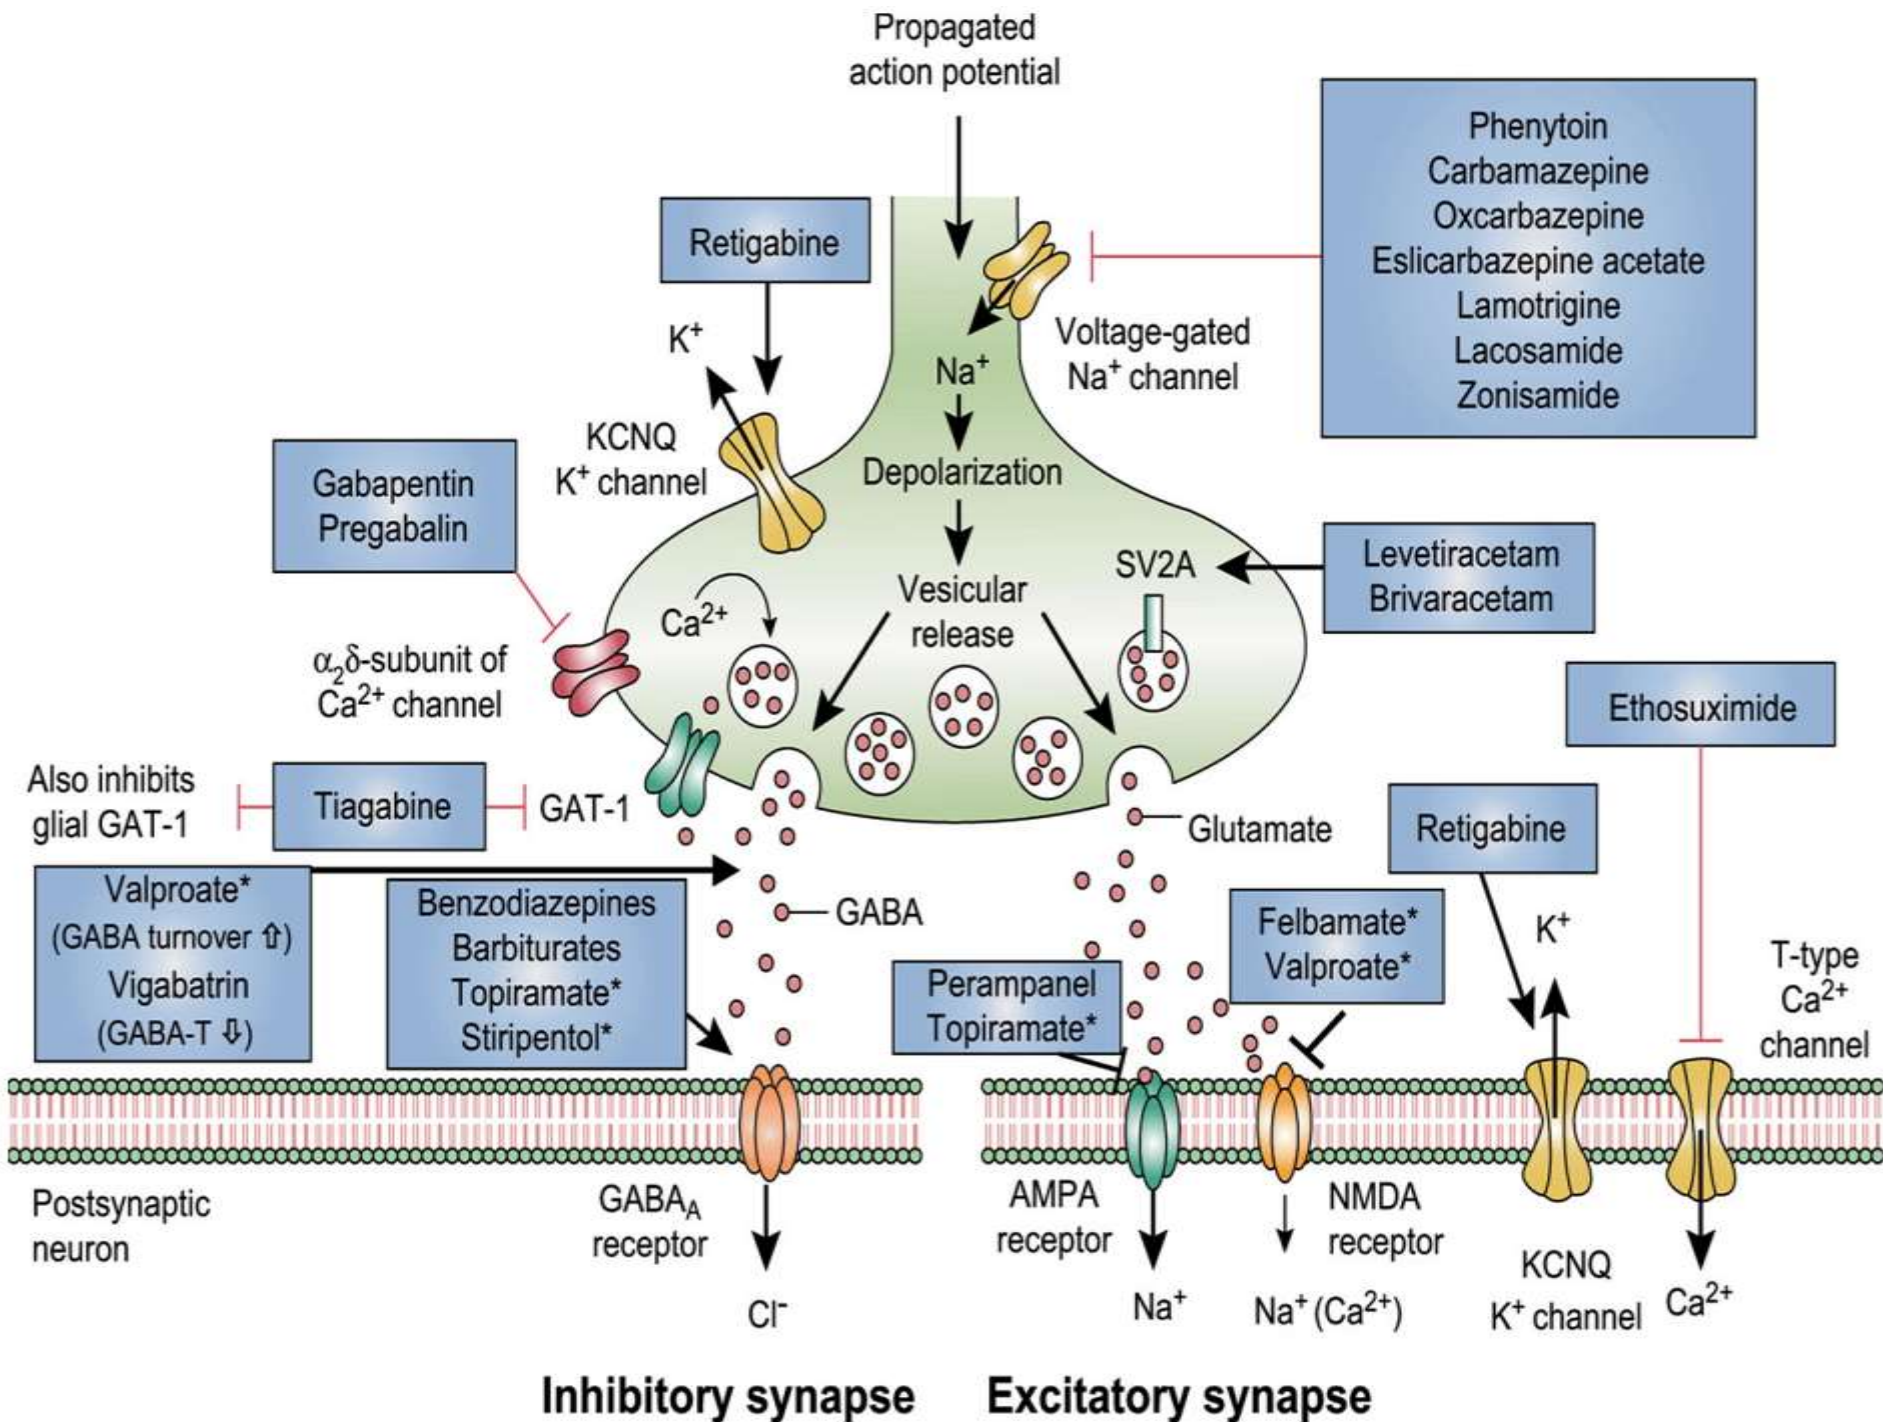 Propagated
action potential
Phenytoin
Carbamazepine
Oxcarbazepine
Eslicarbazepine acetate
Lamotrigine
Lacosamide
Zonisamide
Retigabine
K⁺
Voltage-gated
Na⁺ channel
Na⁺
KCNQ
K⁺ channel
Depolarization
Gabapentin
Pregabalin
Levetiracetam
Brivaracetam
SV2A
Vesicular
release
Ca²⁺
α₂δ-subunit of
Ca²⁺ channel
Ethosuximide
Also inhibits
glial GAT-1
Tiagabine
GAT-1
Glutamate
Retigabine
Valproate*
(GABA turnover ⇧)
Vigabatrin
(GABA-T ⇩)
Benzodiazepines
Barbiturates
Topiramate*
Stiripentol*
GABA
Perampanel
Topiramate*
Felbamate*
Valproate*
K⁺
T-type
Ca²⁺
channel
Postsynaptic
neuron
GABA_A
receptor
Cl⁻
AMPA
receptor
Na⁺
NMDA
receptor
Na⁺ (Ca²⁺)
KCNQ
K⁺ channel
Ca²⁺
Inhibitory synapse
Excitatory synapse